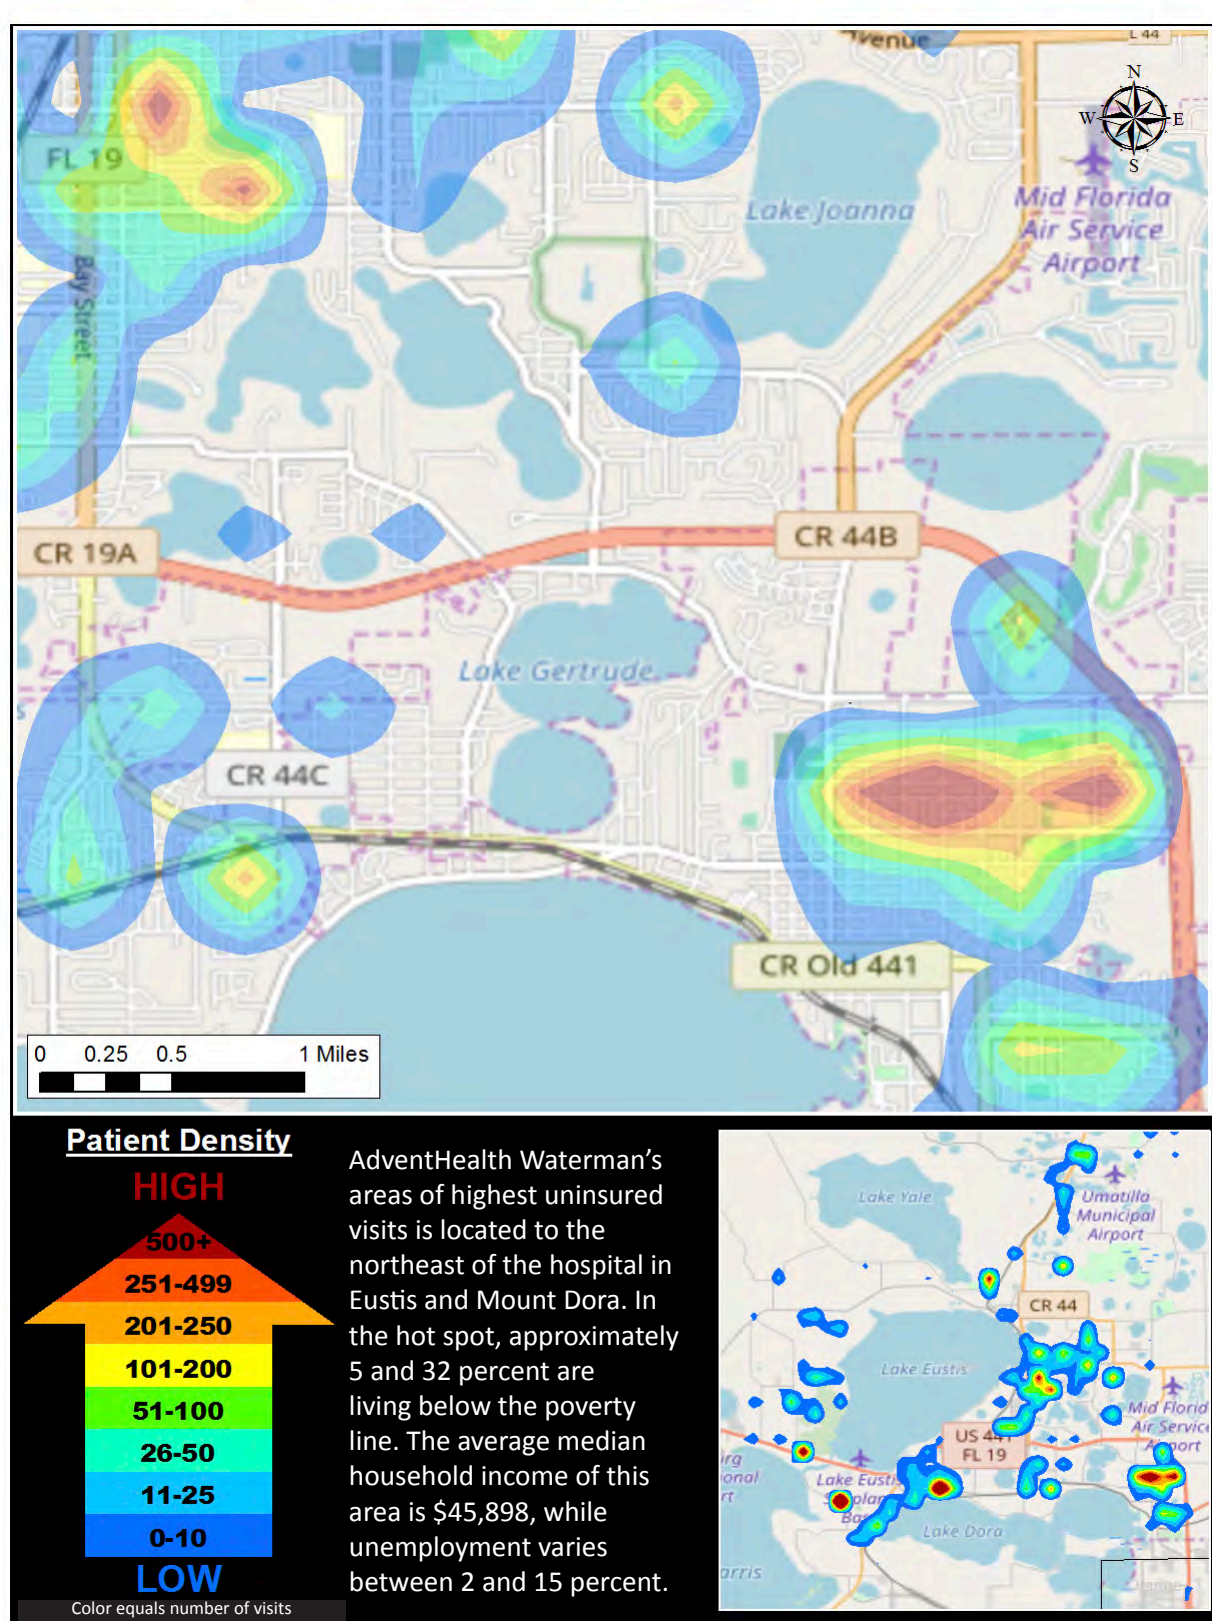 venue
L 44
N
W
E
S
FL 19
Lake Joanna
Mid Florida
Air Service
Airport
Bay Street
CR 19A
CR 44B
Lake Gertrude
s
CR 44C
CR Old 441
0 0.25 0.5 1 Miles
Patient Density
HIGH
500+
251-499
201-250
101-200
51-100
26-50
11-25
0-10
LOW
Color equals number of visits
AdventHealth Waterman’s
areas of highest uninsured
visits is located to the
northeast of the hospital in
Eustis and Mount Dora. In
the hot spot, approximately
5 and 32 percent are
living below the poverty
line. The average median
household income of this
area is $45,898, while
unemployment varies
between 2 and 15 percent.
Lake Yale
Umatilla
Municipal
Airport
CR 44
Lake Eustis
Mid Florid
Air Service
Airport
US 441
FL 19
rg
onal
rt
Lake Eustis
Lake Dora
arris